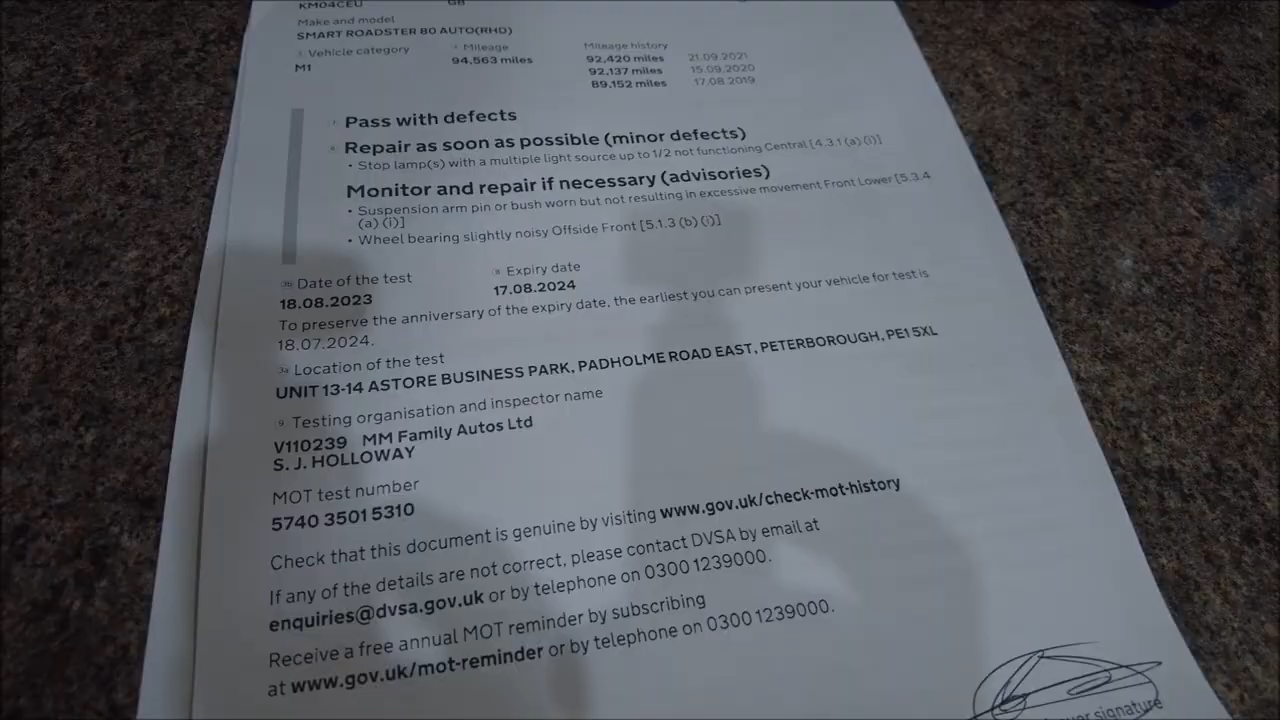 KM04CEU GB
Make and model
SMART ROADSTER 80 AUTO(RHD)
Vehicle category Mileage Mileage history
M1 94,563 miles 92,420 miles 21.09.2021
92,137 miles 15.09.2020
89,152 miles 17.08.2019
Pass with defects
Repair as soon as possible (minor defects)
• Stop lamp(s) with a multiple light source up to 1/2 not functioning Central [4.3.1 (a) (i)]
Monitor and repair if necessary (advisories)
• Suspension arm pin or bush worn but not resulting in excessive movement Front Lower [5.3.4
(a) (i)]
• Wheel bearing slightly noisy Offside Front [5.1.3 (b) (i)]
Date of the test Expiry date
18.08.2023 17.08.2024
To preserve the anniversary of the expiry date, the earliest you can present your vehicle for test is
18.07.2024.
Location of the test
UNIT 13-14 ASTORE BUSINESS PARK, PADHOLME ROAD EAST, PETERBOROUGH, PE1 5XL
9 Testing organisation and inspector name
V110239 MM Family Autos Ltd
S. J. HOLLOWAY
MOT test number
5740 3501 5310
Check that this document is genuine by visiting www.gov.uk/check-mot-history
If any of the details are not correct, please contact DVSA by email at
enquiries@dvsa.gov.uk or by telephone on 0300 1239000.
Receive a free annual MOT reminder by subscribing
at www.gov.uk/mot-reminder or by telephone on 0300 1239000.
signature